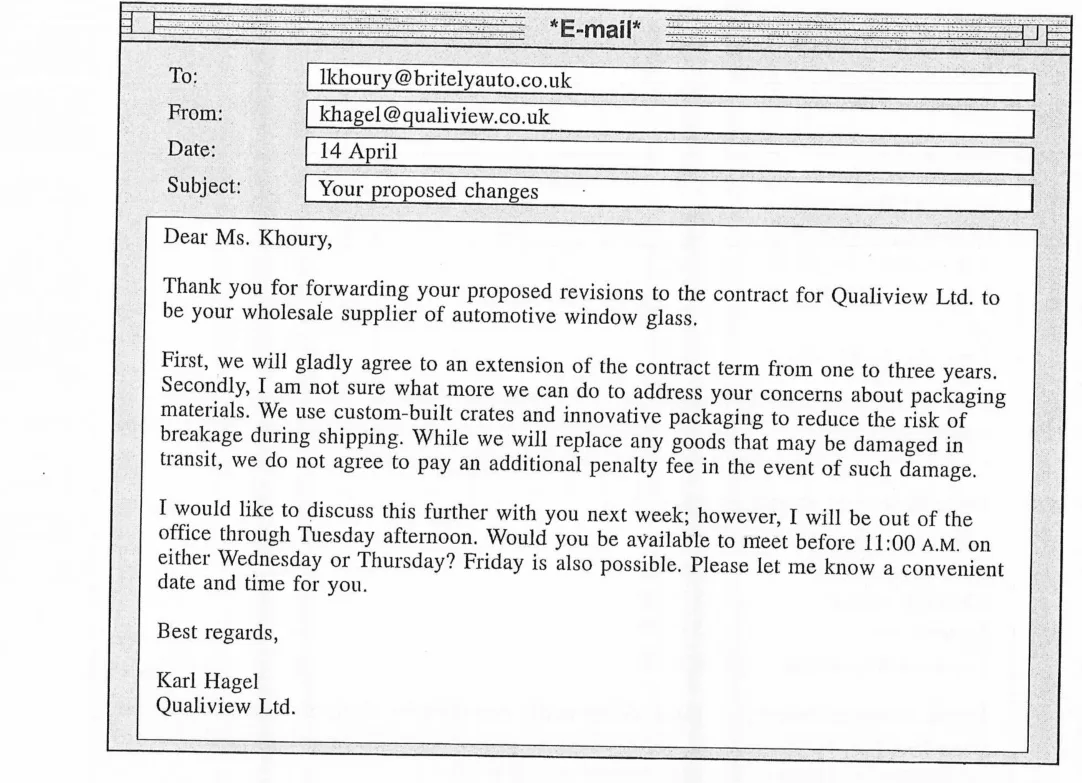 *E-mail*
To:
lkhoury@britelyauto.co.uk
From:
khagel@qualiview.co.uk
Date:
14 April
Subject:
Your proposed changes
Dear Ms. Khoury,
Thank you for forwarding your proposed revisions to the contract for Qualiview Ltd. to
be your wholesale supplier of automotive window glass.
First, we will gladly agree to an extension of the contract term from one to three years.
Secondly, I am not sure what more we can do to address your concerns about packaging
materials. We use custom-built crates and innovative packaging to reduce the risk of
breakage during shipping. While we will replace any goods that may be damaged in
transit, we do not agree to pay an additional penalty fee in the event of such damage.
I would like to discuss this further with you next week; however, I will be out of the
office through Tuesday afternoon. Would you be available to meet before 11:00 A.M. on
either Wednesday or Thursday? Friday is also possible. Please let me know a convenient
date and time for you.
Best regards,
Karl Hagel
Qualiview Ltd.